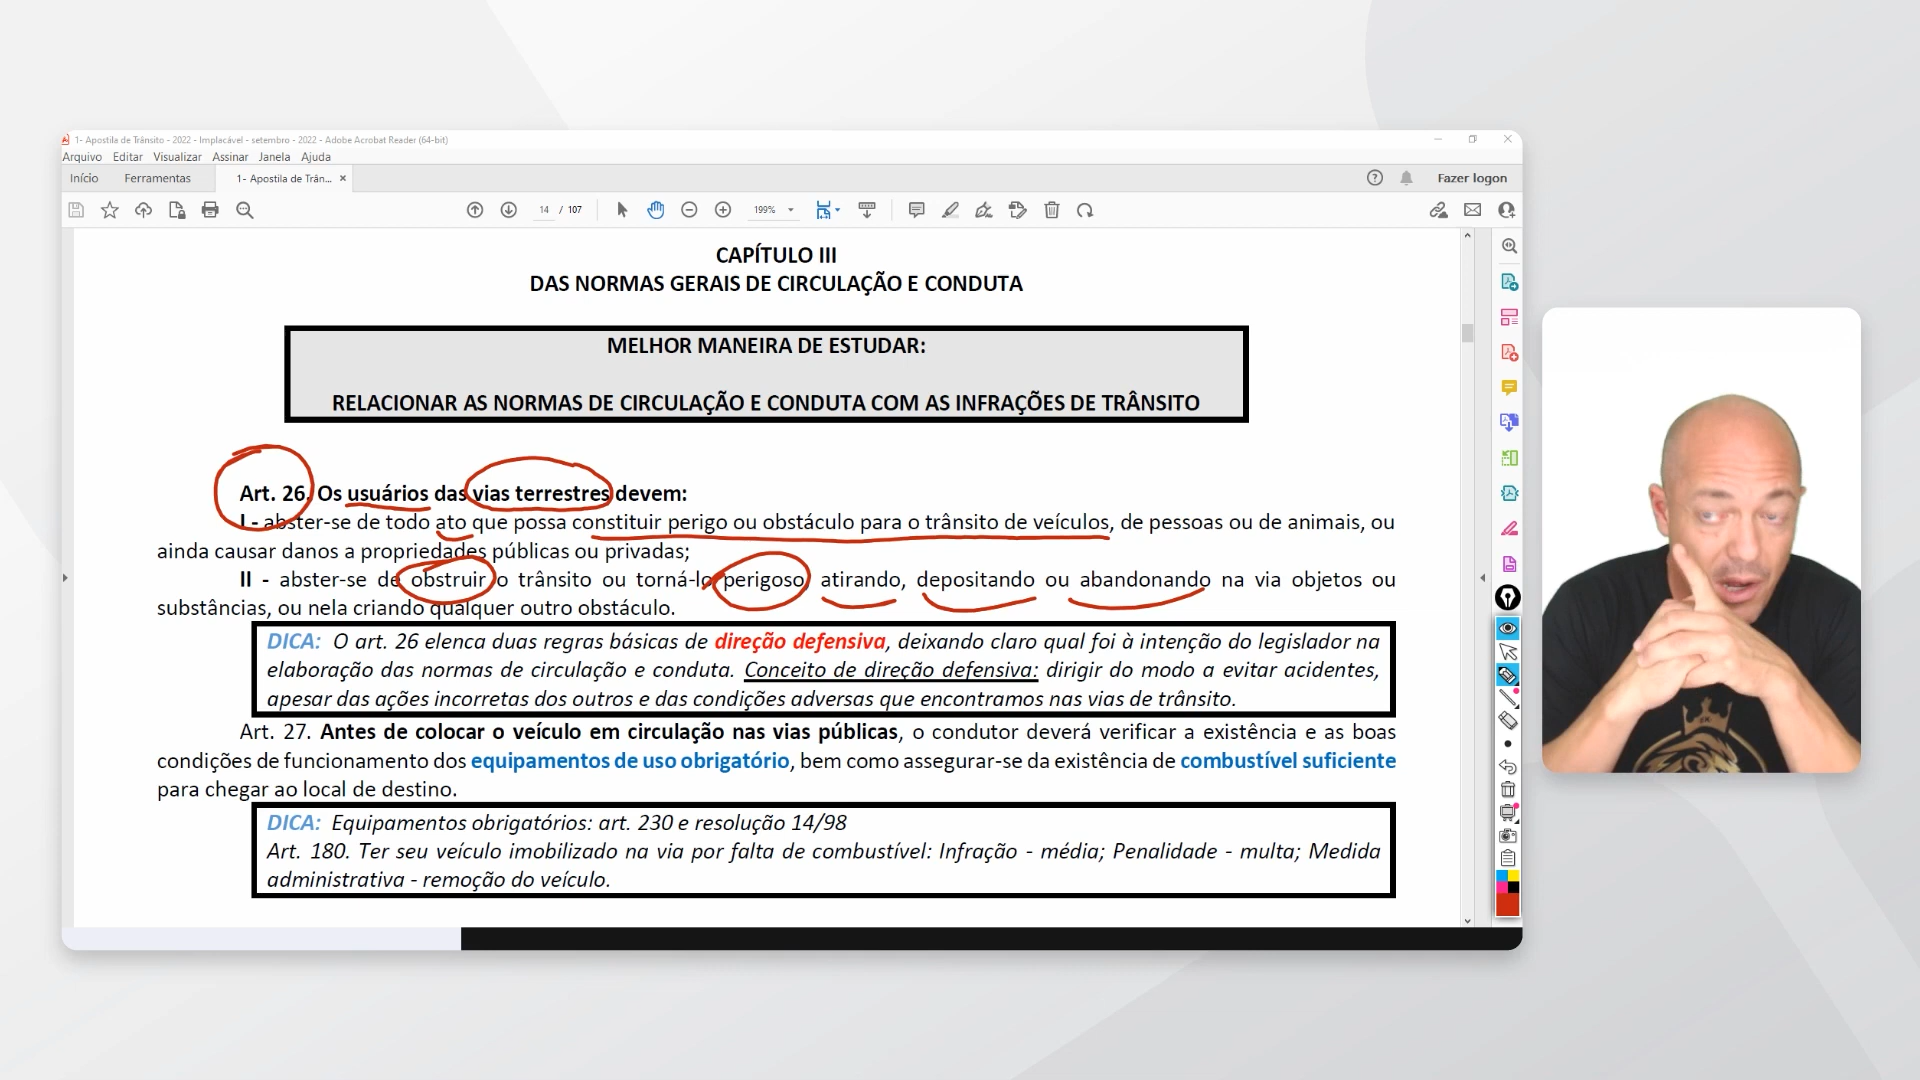 1- Apostila de Trânsito - 2022 - Implacável - setembro - 2022 - Adobe Acrobat Reader (64-bit)
Arquivo Editar Visualizar Assinar Janela Ajuda
Início Ferramentas 1- Apostila de Trân... × Fazer logon
14 / 107 199%
CAPÍTULO III
DAS NORMAS GERAIS DE CIRCULAÇÃO E CONDUTA
MELHOR MANEIRA DE ESTUDAR:
RELACIONAR AS NORMAS DE CIRCULAÇÃO E CONDUTA COM AS INFRAÇÕES DE TRÂNSITO
Art. 26. Os usuários das vias terrestres devem:
I - abster-se de todo ato que possa constituir perigo ou obstáculo para o trânsito de veículos, de pessoas ou de animais, ou
ainda causar danos a propriedades públicas ou privadas;
II - abster-se de obstruir o trânsito ou torná-lo perigoso, atirando, depositando ou abandonando na via objetos ou
substâncias, ou nela criando qualquer outro obstáculo.
DICA: O art. 26 elenca duas regras básicas de direção defensiva, deixando claro qual foi à intenção do legislador na
elaboração das normas de circulação e conduta. Conceito de direção defensiva: dirigir do modo a evitar acidentes,
apesar das ações incorretas dos outros e das condições adversas que encontramos nas vias de trânsito.
Art. 27. Antes de colocar o veículo em circulação nas vias públicas, o condutor deverá verificar a existência e as boas
condições de funcionamento dos equipamentos de uso obrigatório, bem como assegurar-se da existência de combustível suficiente
para chegar ao local de destino.
DICA: Equipamentos obrigatórios: art. 230 e resolução 14/98
Art. 180. Ter seu veículo imobilizado na via por falta de combustível: Infração - média; Penalidade - multa; Medida
administrativa - remoção do veículo.